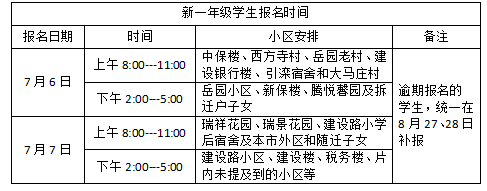 新一年级学生报名时间
报名日期 时间 小区安排 备注
7月6日
上午 8:00---11:00
中保楼、西方寺村、岳园老村、建
设银行楼、引滦宿舍和大马庄村
下午 2:00---5:00
岳园小区、新保楼、腾悦馨园及拆
迁户子女
7月7日
上午 8:00---11:00
瑞祥花园、瑞景花园、建设路小学
后宿舍及本市外区和随迁子女
下午 2:00---5:00
建设路小区、建设楼、税务楼、片
内未提及到的小区等
逾期报名的
学生，统一在
8月27、28日
补报